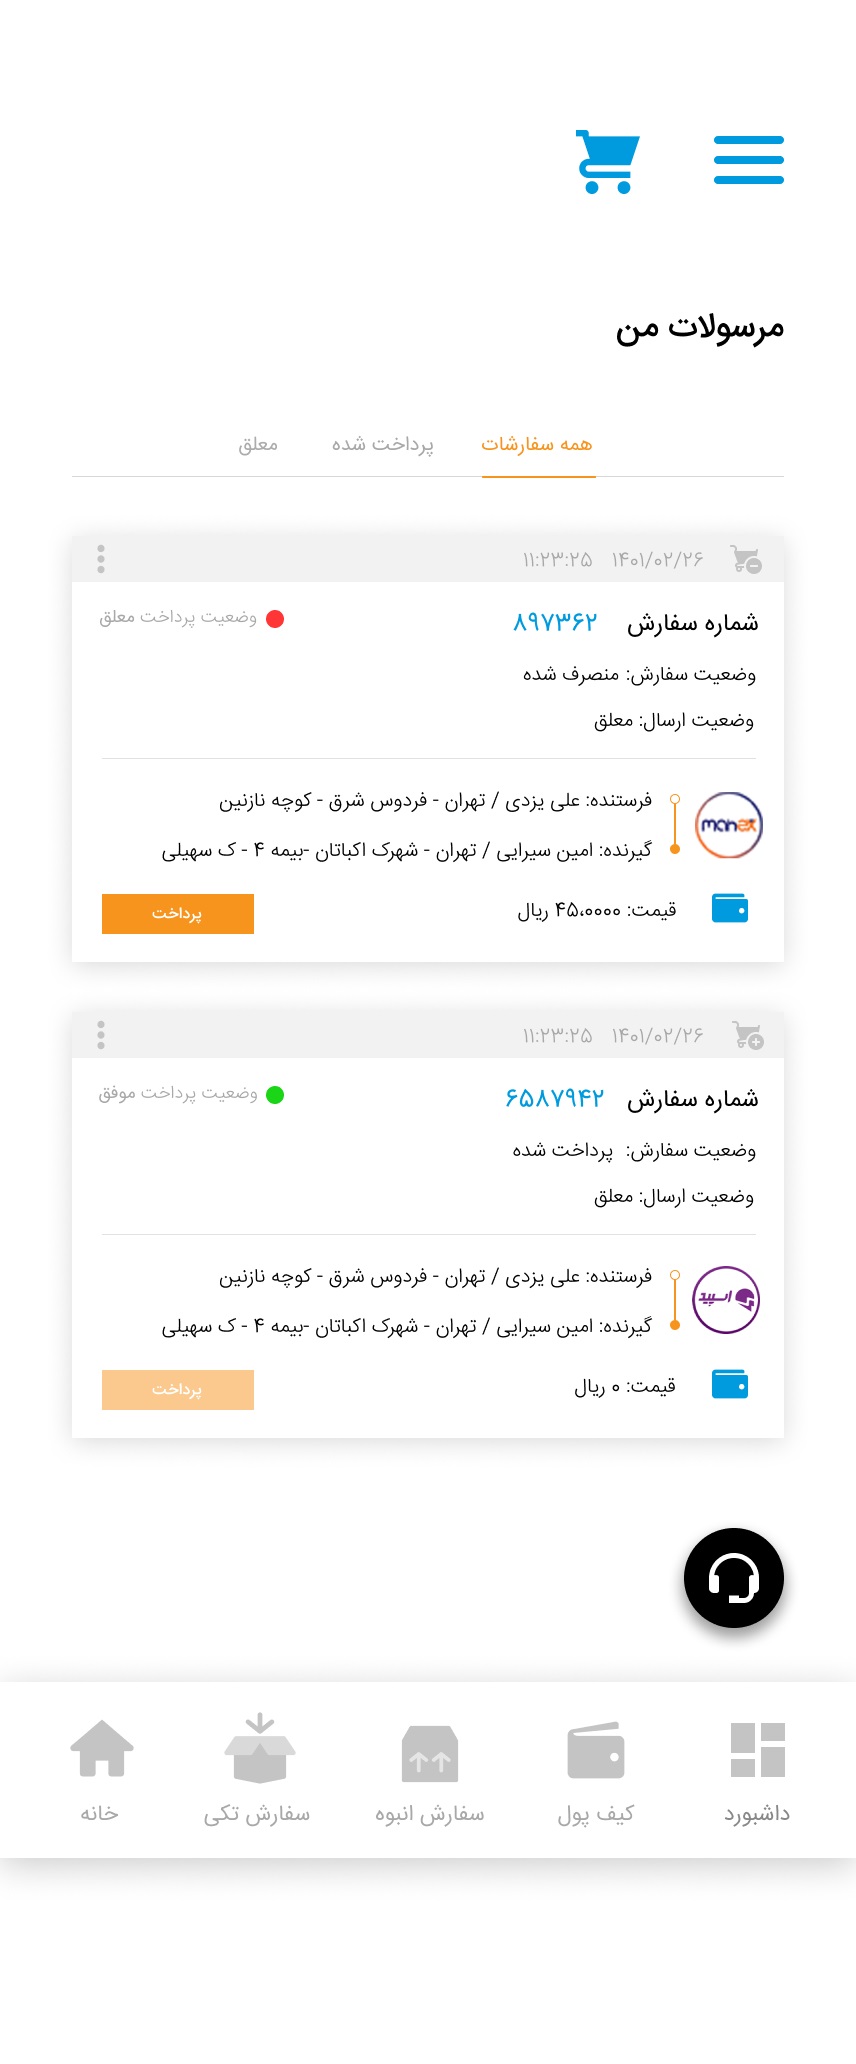 مرسولات من
همه سفارشات پرداخت شده معلق
۱۴۰۱/۰۲/۲۶ ۱۱:۲۳:۲۵
شماره سفارش ۸۹۷۳۶۲ وضعیت پرداخت معلق
وضعیت سفارش: منصرف شده
وضعیت ارسال: معلق
manex
فرستنده: علی یزدی / تهران - فردوس شرق - کوچه نازنین
گیرنده: امین سیرایی / تهران - شهرک اکباتان -بیمه ۴ - ک سهیلی
قیمت: ۴۵،۰۰۰۰ ریال پرداخت
۱۴۰۱/۰۲/۲۶ ۱۱:۲۳:۲۵
شماره سفارش ۶۵۸۷۹۴۲ وضعیت پرداخت موفق
وضعیت سفارش: پرداخت شده
وضعیت ارسال: معلق
اسپید
فرستنده: علی یزدی / تهران - فردوس شرق - کوچه نازنین
گیرنده: امین سیرایی / تهران - شهرک اکباتان -بیمه ۴ - ک سهیلی
قیمت: ۰ ریال پرداخت
داشبورد کیف پول سفارش انبوه سفارش تکی خانه